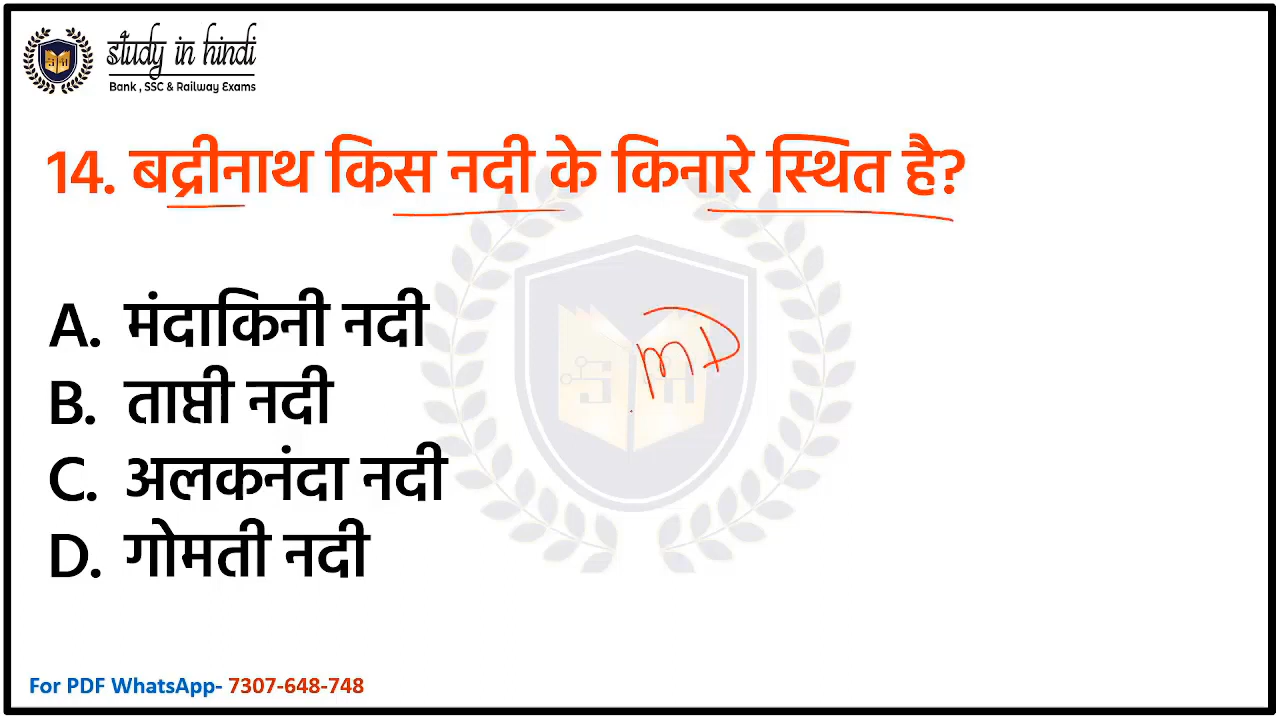 study in hindi
Bank , SSC & Railway Exams
14. बद्रीनाथ किस नदी के किनारे स्थित है?
A. मंदाकिनी नदी
B. ताप्ती नदी
C. अलकनंदा नदी
D. गोमती नदी
SM
For PDF WhatsApp- 7307-648-748